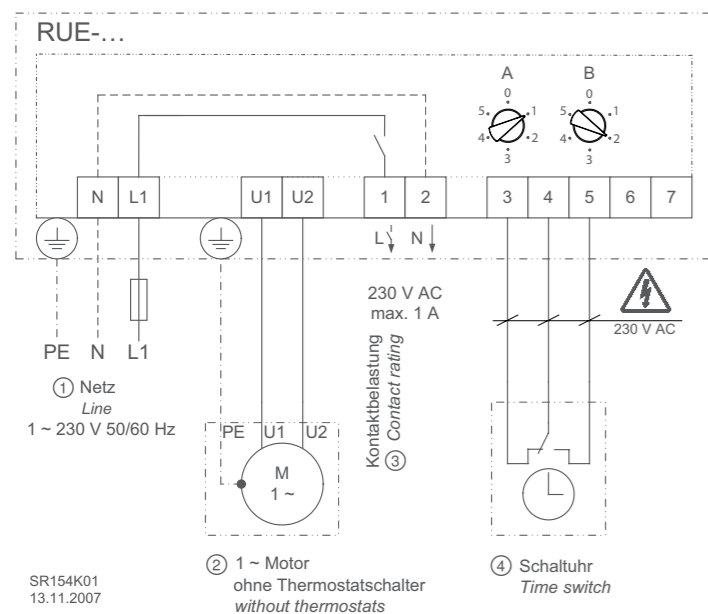 RUE-…
A B
0 0
5 1 5 1
4 2 4 2
3 3
N L1 U1 U2 1 2 3 4 5 6 7
L N
230 V AC
max. 1 A
230 V AC
PE N L1
① Netz
Line
1 ~ 230 V 50/60 Hz
Kontaktbelastung
③ Contact rating
PE U1 U2
M
1 ~
② 1 ~ Motor
ohne Thermostatschalter
without thermostats
④ Schaltuhr
Time switch
SR154K01
13.11.2007